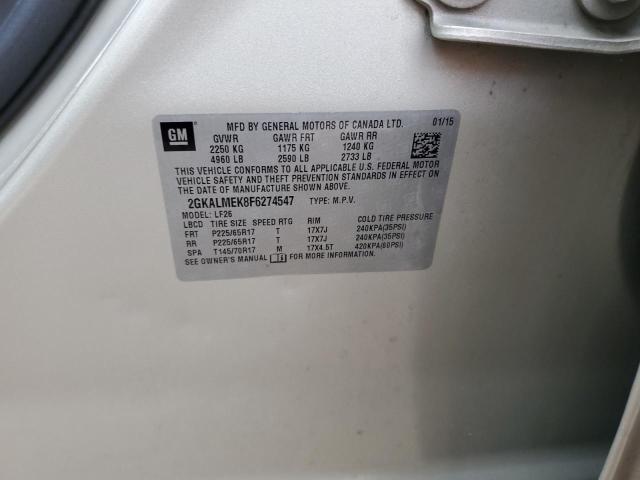 GM MFD BY GENERAL MOTORS OF CANADA LTD. 01/15
GVWR GAWR FRT GAWR RR
2250 KG 1175 KG 1240 KG
4960 LB 2590 LB 2733 LB
THIS VEHICLE CONFORMS TO ALL APPLICABLE U.S. FEDERAL MOTOR
VEHICLE SAFETY AND THEFT PREVENTION STANDARDS IN EFFECT ON
THE DATE OF MANUFACTURE SHOWN ABOVE.
2GKALMEK8F6274547 TYPE: M.P.V.
MODEL: LF26
LBCD TIRE SIZE SPEED RTG RIM COLD TIRE PRESSURE
FRT P225/65R17 T 17X7J 240KPA(35PSI)
RR P225/65R17 T 17X7J 240KPA(35PSI)
SPA T145/70R17 M 17X4.5T 420KPA(60PSI)
SEE OWNER'S MANUAL FOR MORE INFORMATION.